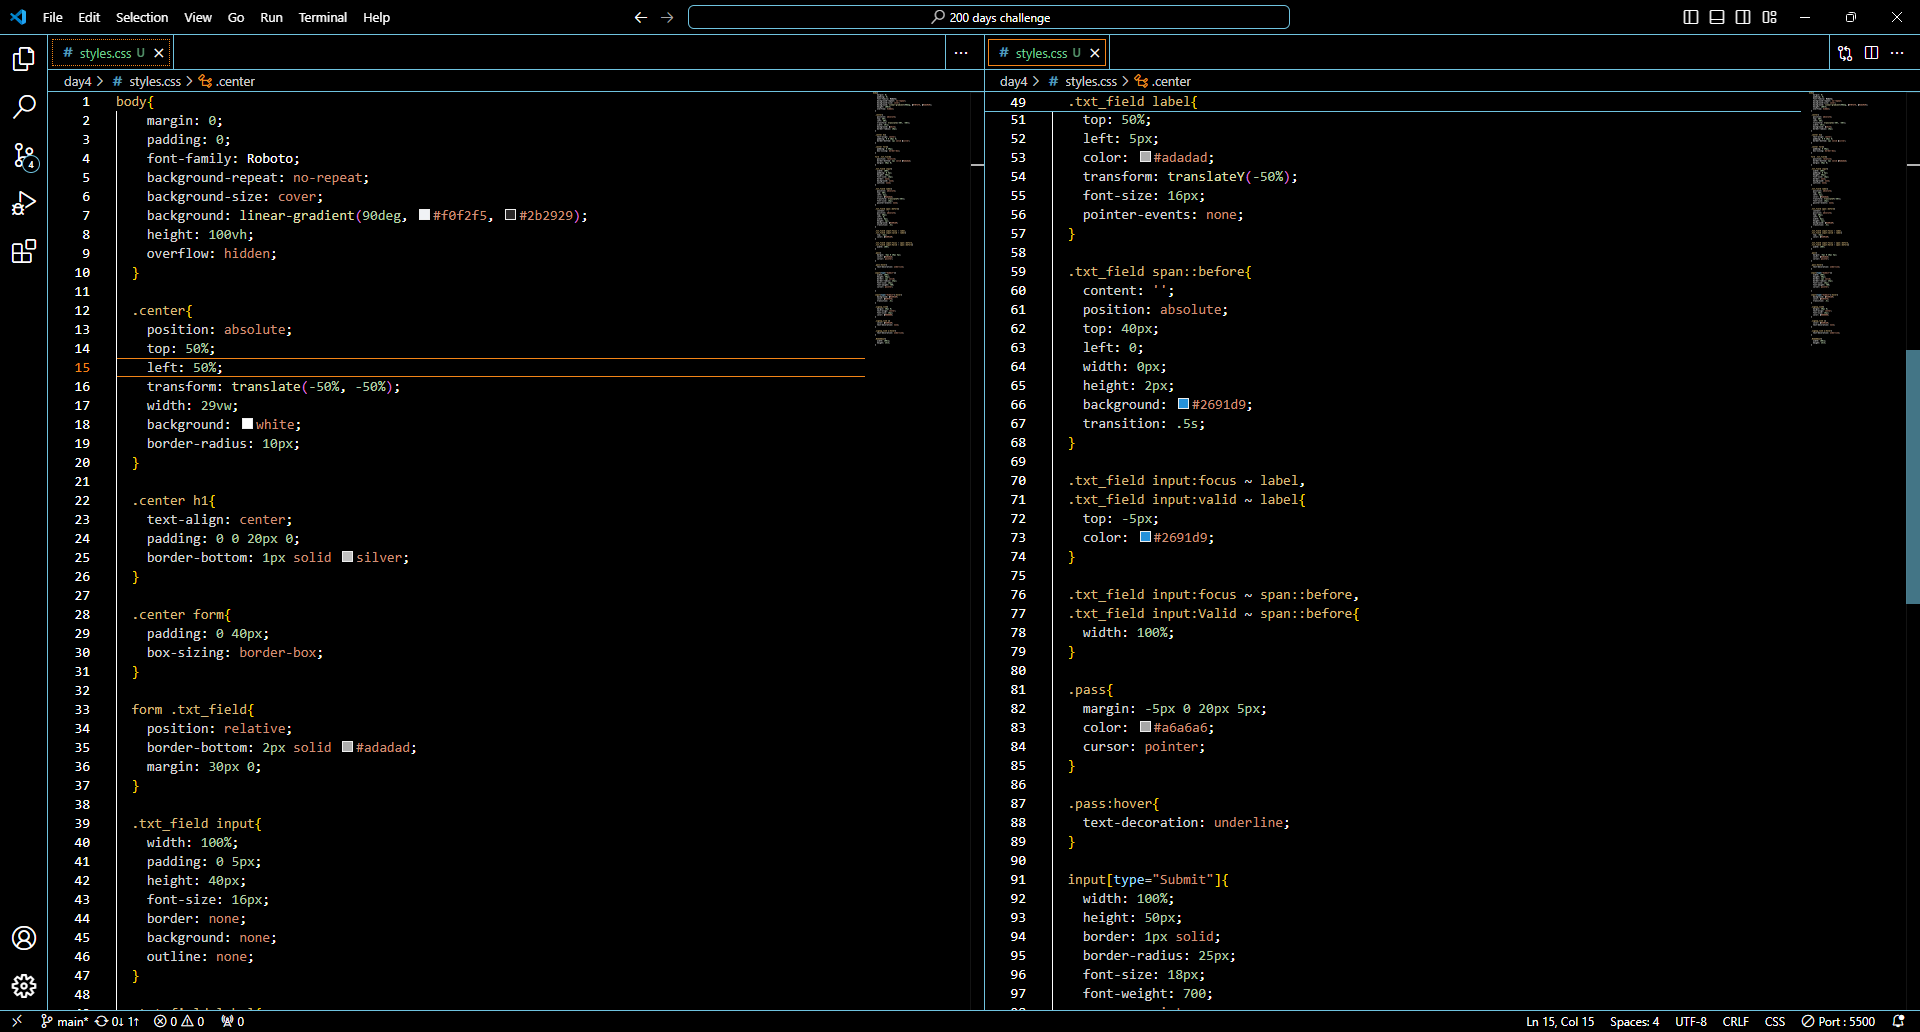 File Edit Selection View Go Run Terminal Help
200 days challenge
# styles.css U
day4 > # styles.css > .center
1 body{
2 margin: 0;
3 padding: 0;
4 font-family: Roboto;
5 background-repeat: no-repeat;
6 background-size: cover;
7 background: linear-gradient(90deg, #f0f2f5, #2b2929);
8 height: 100vh;
9 overflow: hidden;
10 }
11
12 .center{
13 position: absolute;
14 top: 50%;
15 left: 50%;
16 transform: translate(-50%, -50%);
17 width: 29vw;
18 background: white;
19 border-radius: 10px;
20 }
21
22 .center h1{
23 text-align: center;
24 padding: 0 0 20px 0;
25 border-bottom: 1px solid silver;
26 }
27
28 .center form{
29 padding: 0 40px;
30 box-sizing: border-box;
31 }
32
33 form .txt_field{
34 position: relative;
35 border-bottom: 2px solid #adadad;
36 margin: 30px 0;
37 }
38
39 .txt_field input{
40 width: 100%;
41 padding: 0 5px;
42 height: 40px;
43 font-size: 16px;
44 border: none;
45 background: none;
46 outline: none;
47 }
48
# styles.css U
day4 > # styles.css > .center
49 .txt_field label{
51 top: 50%;
52 left: 5px;
53 color: #adadad;
54 transform: translateY(-50%);
55 font-size: 16px;
56 pointer-events: none;
57 }
58
59 .txt_field span::before{
60 content: '';
61 position: absolute;
62 top: 40px;
63 left: 0;
64 width: 0px;
65 height: 2px;
66 background: #2691d9;
67 transition: .5s;
68 }
69
70 .txt_field input:focus ~ label,
71 .txt_field input:valid ~ label{
72 top: -5px;
73 color: #2691d9;
74 }
75
76 .txt_field input:focus ~ span::before,
77 .txt_field input:Valid ~ span::before{
78 width: 100%;
79 }
80
81 .pass{
82 margin: -5px 0 20px 5px;
83 color: #a6a6a6;
84 cursor: pointer;
85 }
86
87 .pass:hover{
88 text-decoration: underline;
89 }
90
91 input[type="Submit"]{
92 width: 100%;
93 height: 50px;
94 border: 1px solid;
95 border-radius: 25px;
96 font-size: 18px;
97 font-weight: 700;
4
main* 0↓ 1↑ 0 0 0 Ln 15, Col 15 Spaces: 4 UTF-8 CRLF CSS Port : 5500